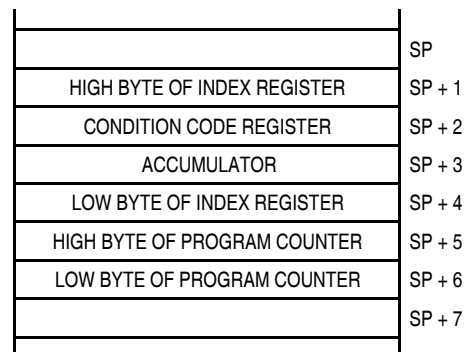 SP
HIGH BYTE OF INDEX REGISTER SP + 1
CONDITION CODE REGISTER SP + 2
ACCUMULATOR SP + 3
LOW BYTE OF INDEX REGISTER SP + 4
HIGH BYTE OF PROGRAM COUNTER SP + 5
LOW BYTE OF PROGRAM COUNTER SP + 6
SP + 7